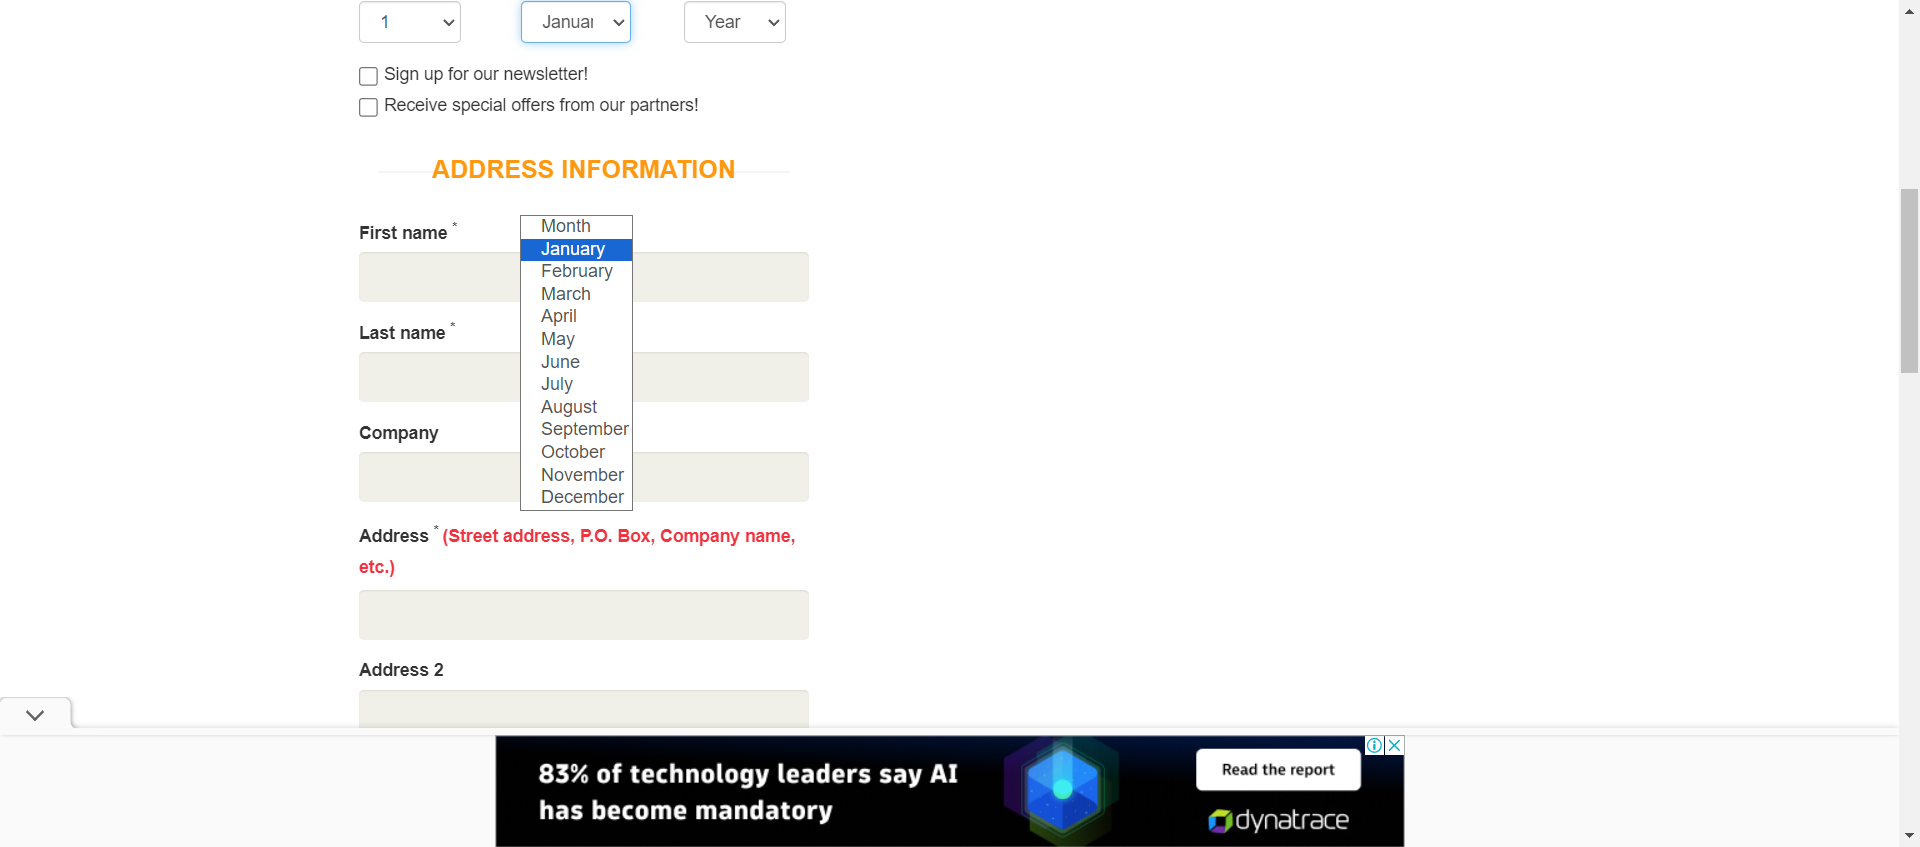 1 Januar Year
Sign up for our newsletter!
Receive special offers from our partners!
ADDRESS INFORMATION
First name *
Month
January
February
March
April
May
June
July
August
September
October
November
December
Last name *
Company
Address * (Street address, P.O. Box, Company name,
etc.)
Address 2
83% of technology leaders say AI
has become mandatory
Read the report
dynatrace